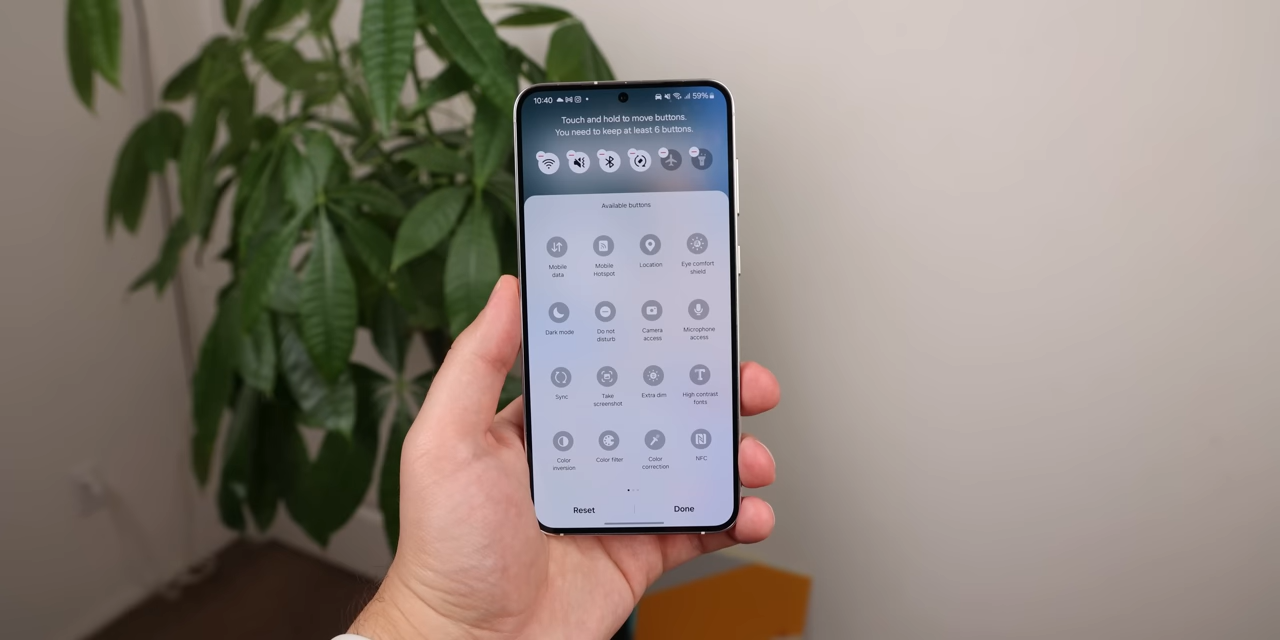 10:40
59%
Touch and hold to move buttons.
You need to keep at least 6 buttons.
Available buttons
Mobile data
Mobile Hotspot
Location
Eye comfort shield
Dark mode
Do not disturb
Camera access
Microphone access
Sync
Take screenshot
Extra dim
High contrast fonts
Color inversion
Color filter
Color correction
NFC
Reset
Done